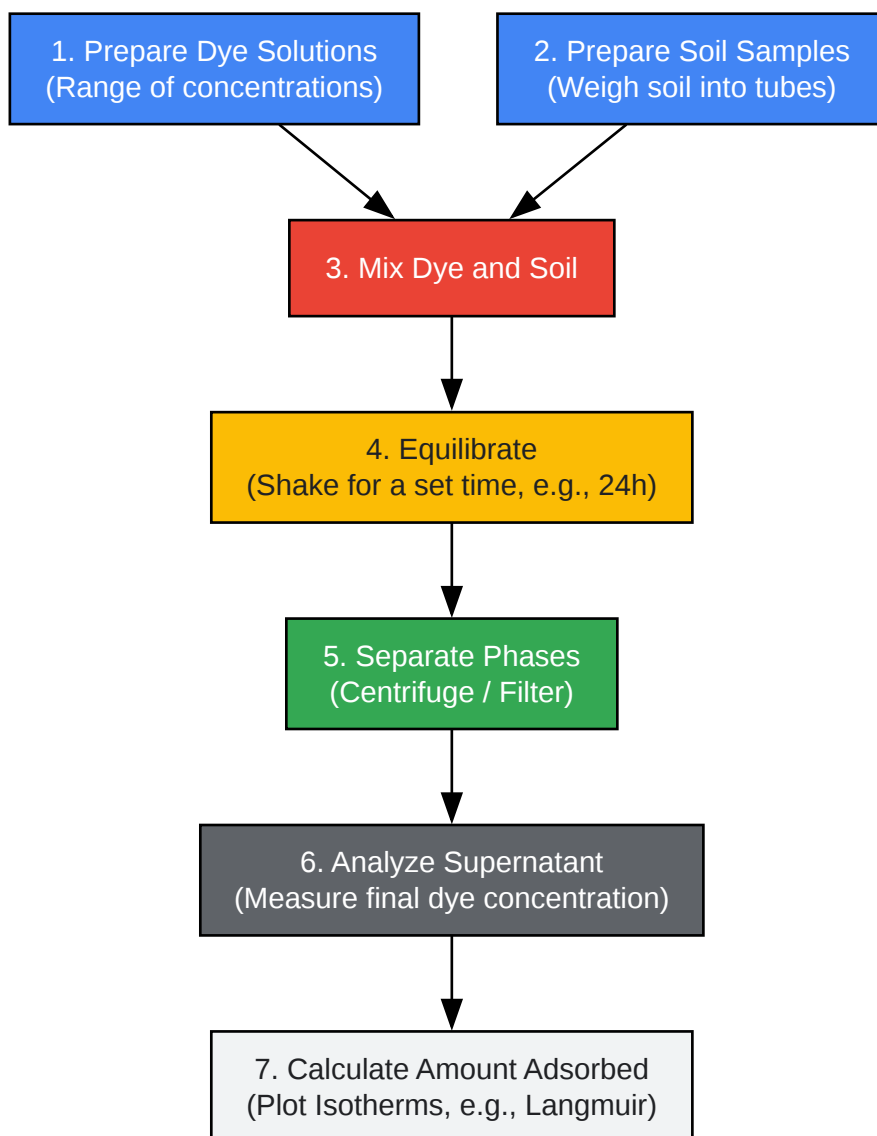 1. Prepare Dye Solutions
(Range of concentrations)
2. Prepare Soil Samples
(Weigh soil into tubes)
3. Mix Dye and Soil
4. Equilibrate
(Shake for a set time, e.g., 24h)
5. Separate Phases
(Centrifuge / Filter)
6. Analyze Supernatant
(Measure final dye concentration)
7. Calculate Amount Adsorbed
(Plot Isotherms, e.g., Langmuir)